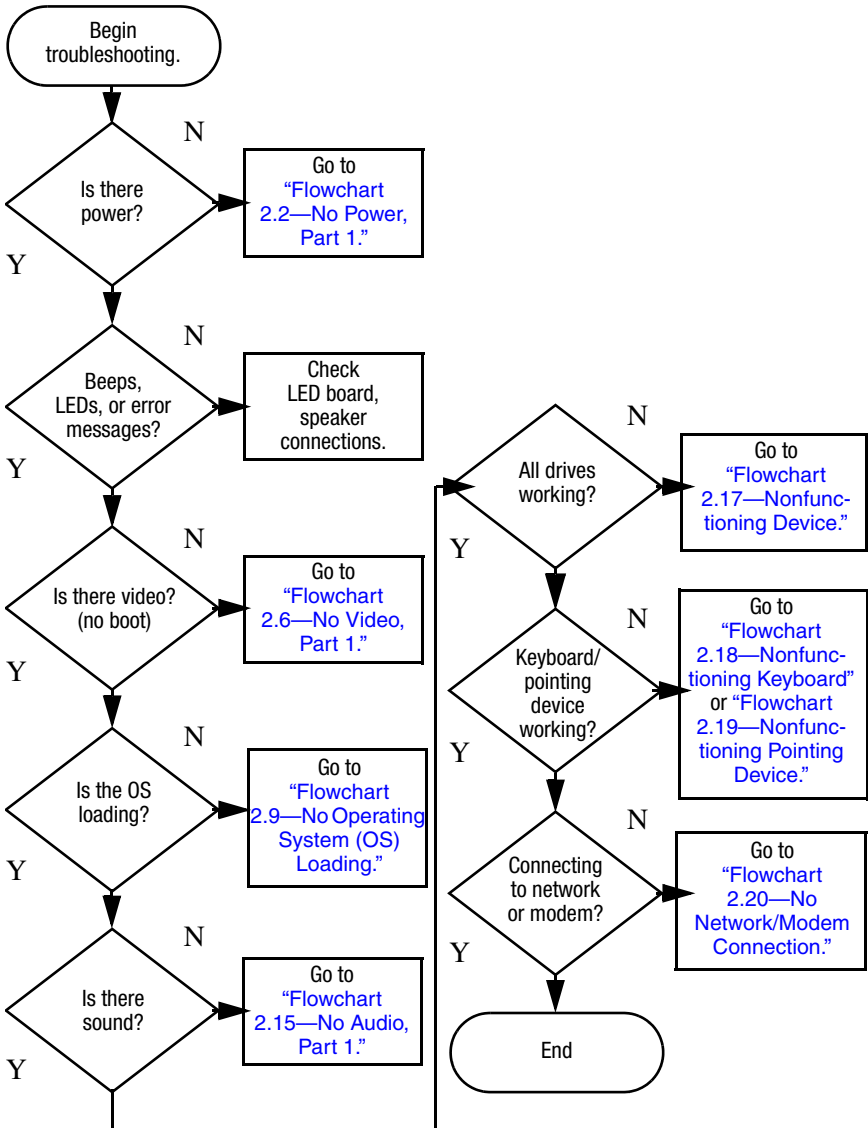 Begin
troubleshooting.
N
Is there
power?
Go to
“Flowchart
2.2—No Power,
Part 1.”
Y
N
Beeps,
LEDs, or error
messages?
Check
LED board,
speaker
connections.
Y
N
Is there video?
(no boot)
Go to
“Flowchart
2.6—No Video,
Part 1.”
Y
N
Is the OS
loading?
Go to
“Flowchart
2.9—No Operating
System (OS)
Loading.”
Y
N
Is there
sound?
Go to
“Flowchart
2.15—No Audio,
Part 1.”
Y
N
All drives
working?
Go to
“Flowchart
2.17—Nonfunc-
tioning Device.”
Y
N
Keyboard/
pointing
device
working?
Go to
“Flowchart
2.18—Nonfunc-
tioning Keyboard”
or “Flowchart
2.19—Nonfunc-
tioning Pointing
Device.”
Y
N
Connecting
to network
or modem?
Go to
“Flowchart
2.20—No
Network/Modem
Connection.”
Y
End